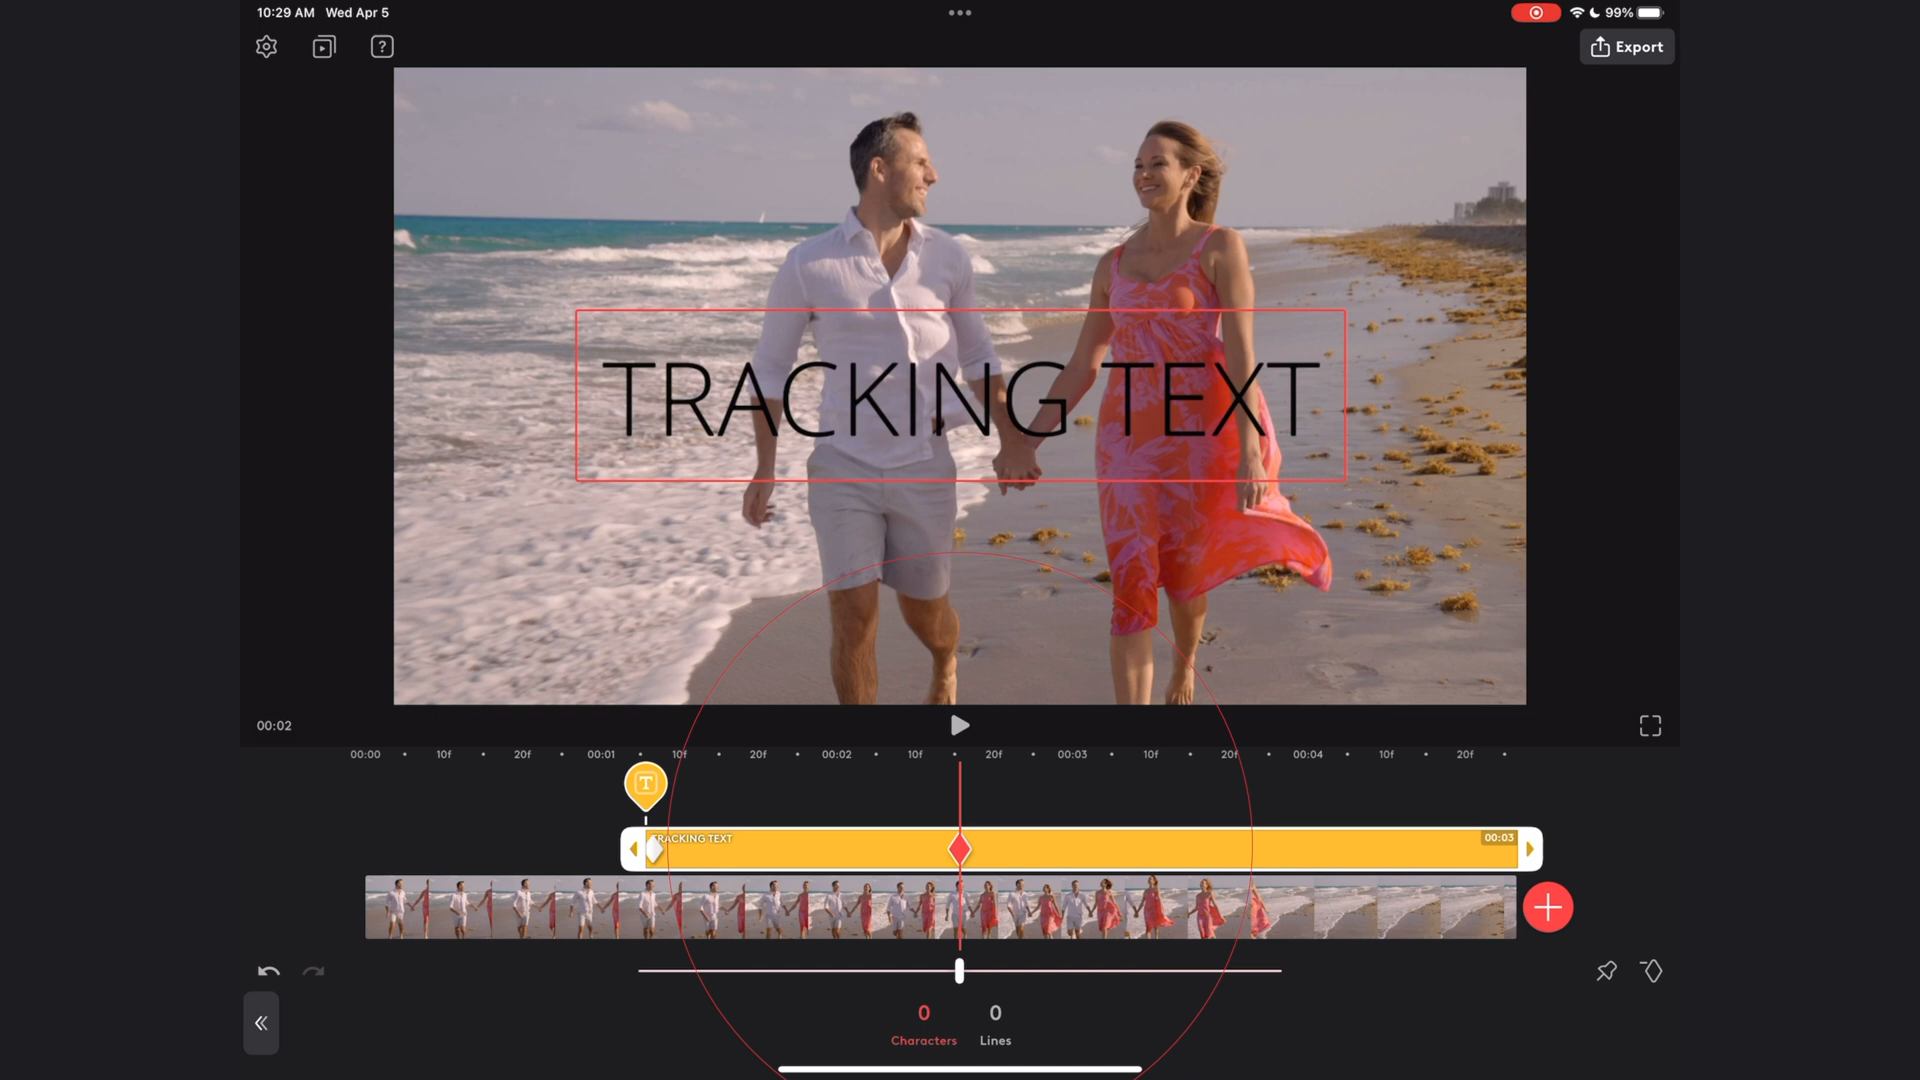 10:29 AM Wed Apr 5
99%
?
Export
TRACKING TEXT
00:02
00:00 10f 20f 00:01 10f 20f 00:02 10f 20f 00:03 10f 20f 00:04 10f 20f
T
TRACKING TEXT 00:03
0 0
Characters Lines